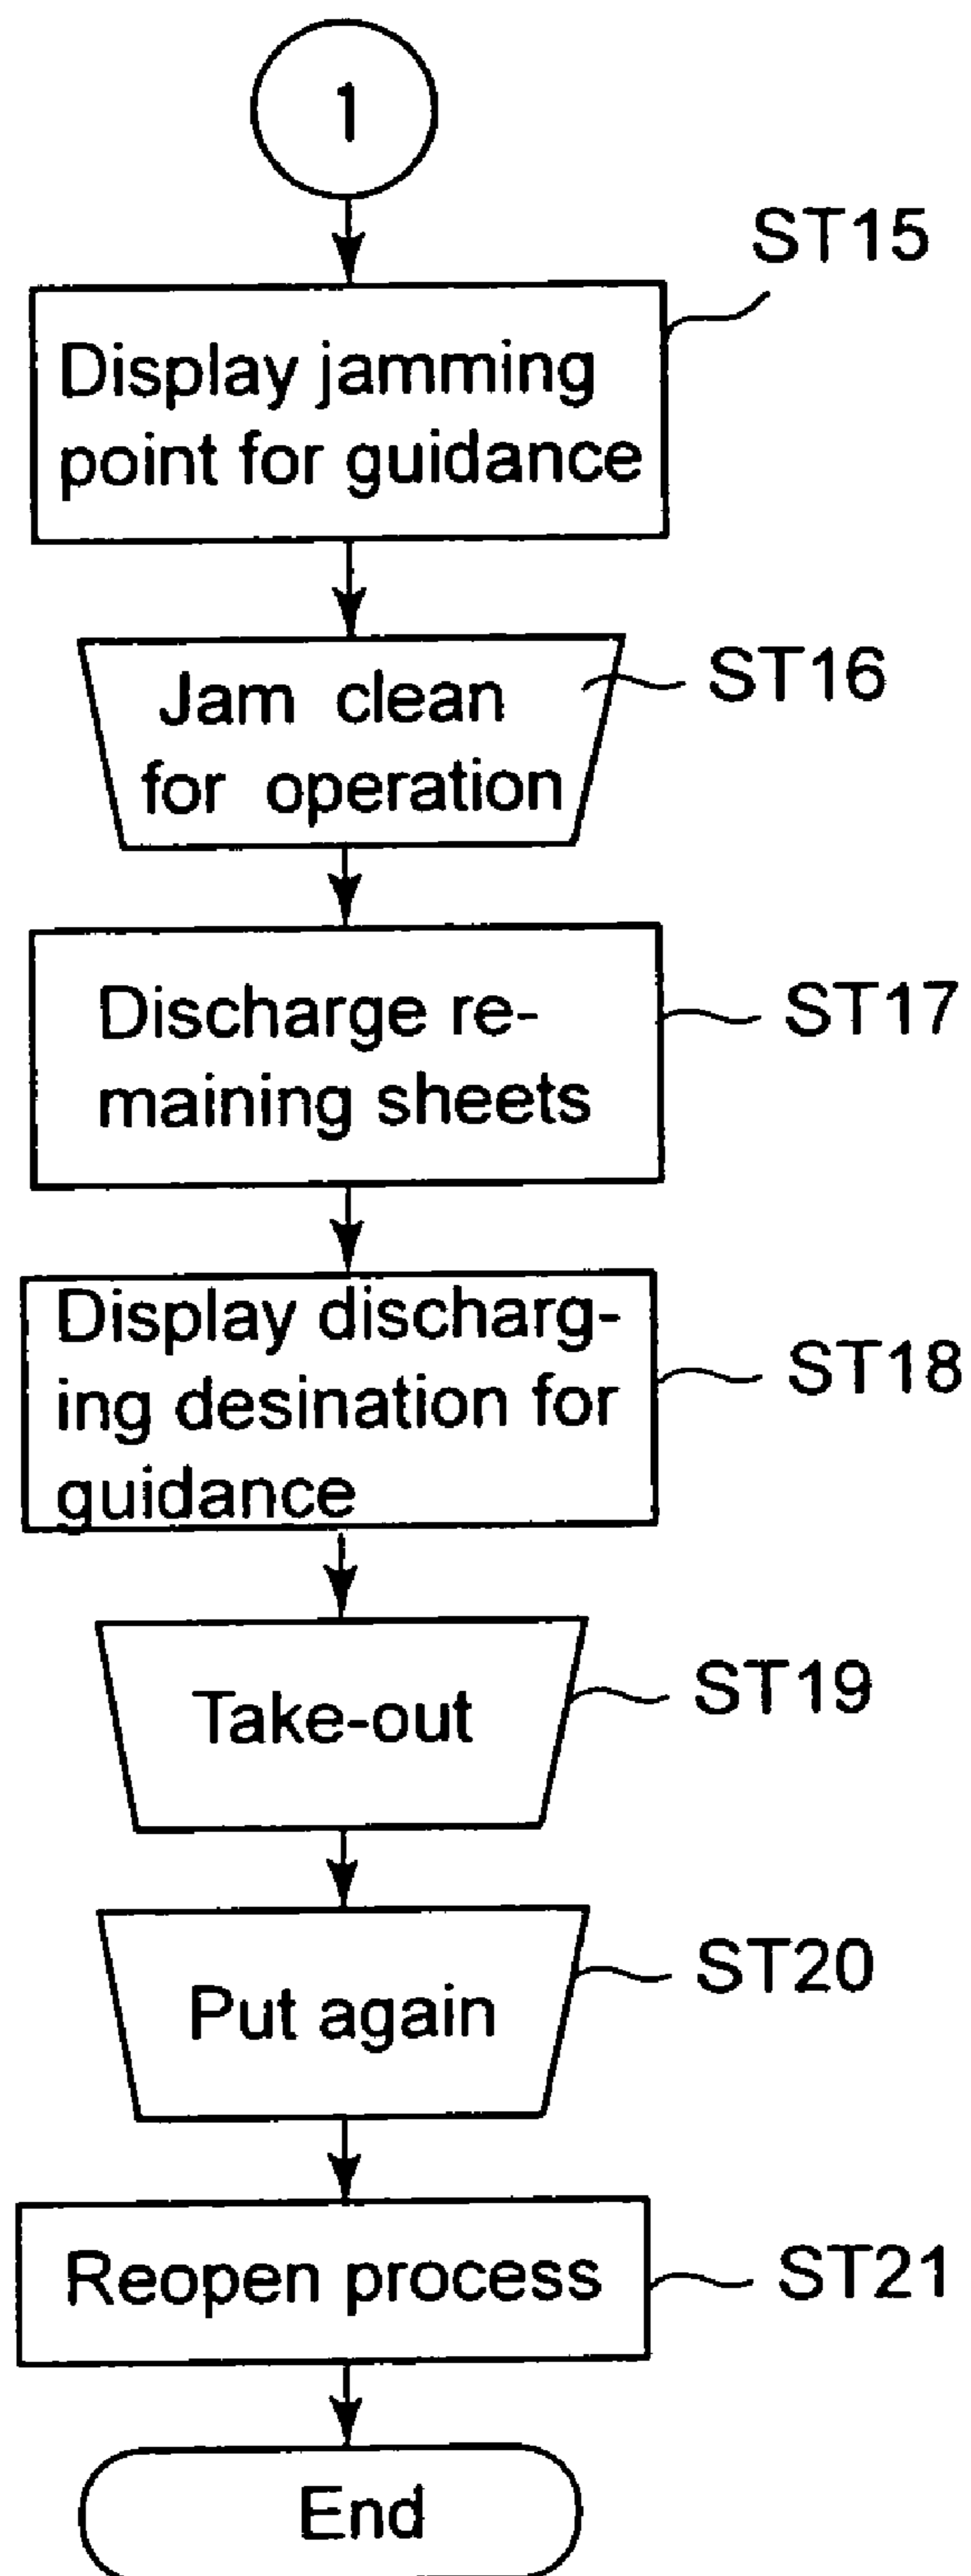 1
ST15
Display jamming
point for guidance
ST16
Jam clean
for operation
ST17
Discharge re-
maining sheets
ST18
Display discharg-
ing desination for
guidance
ST19
Take-out
ST20
Put again
ST21
Reopen process
End